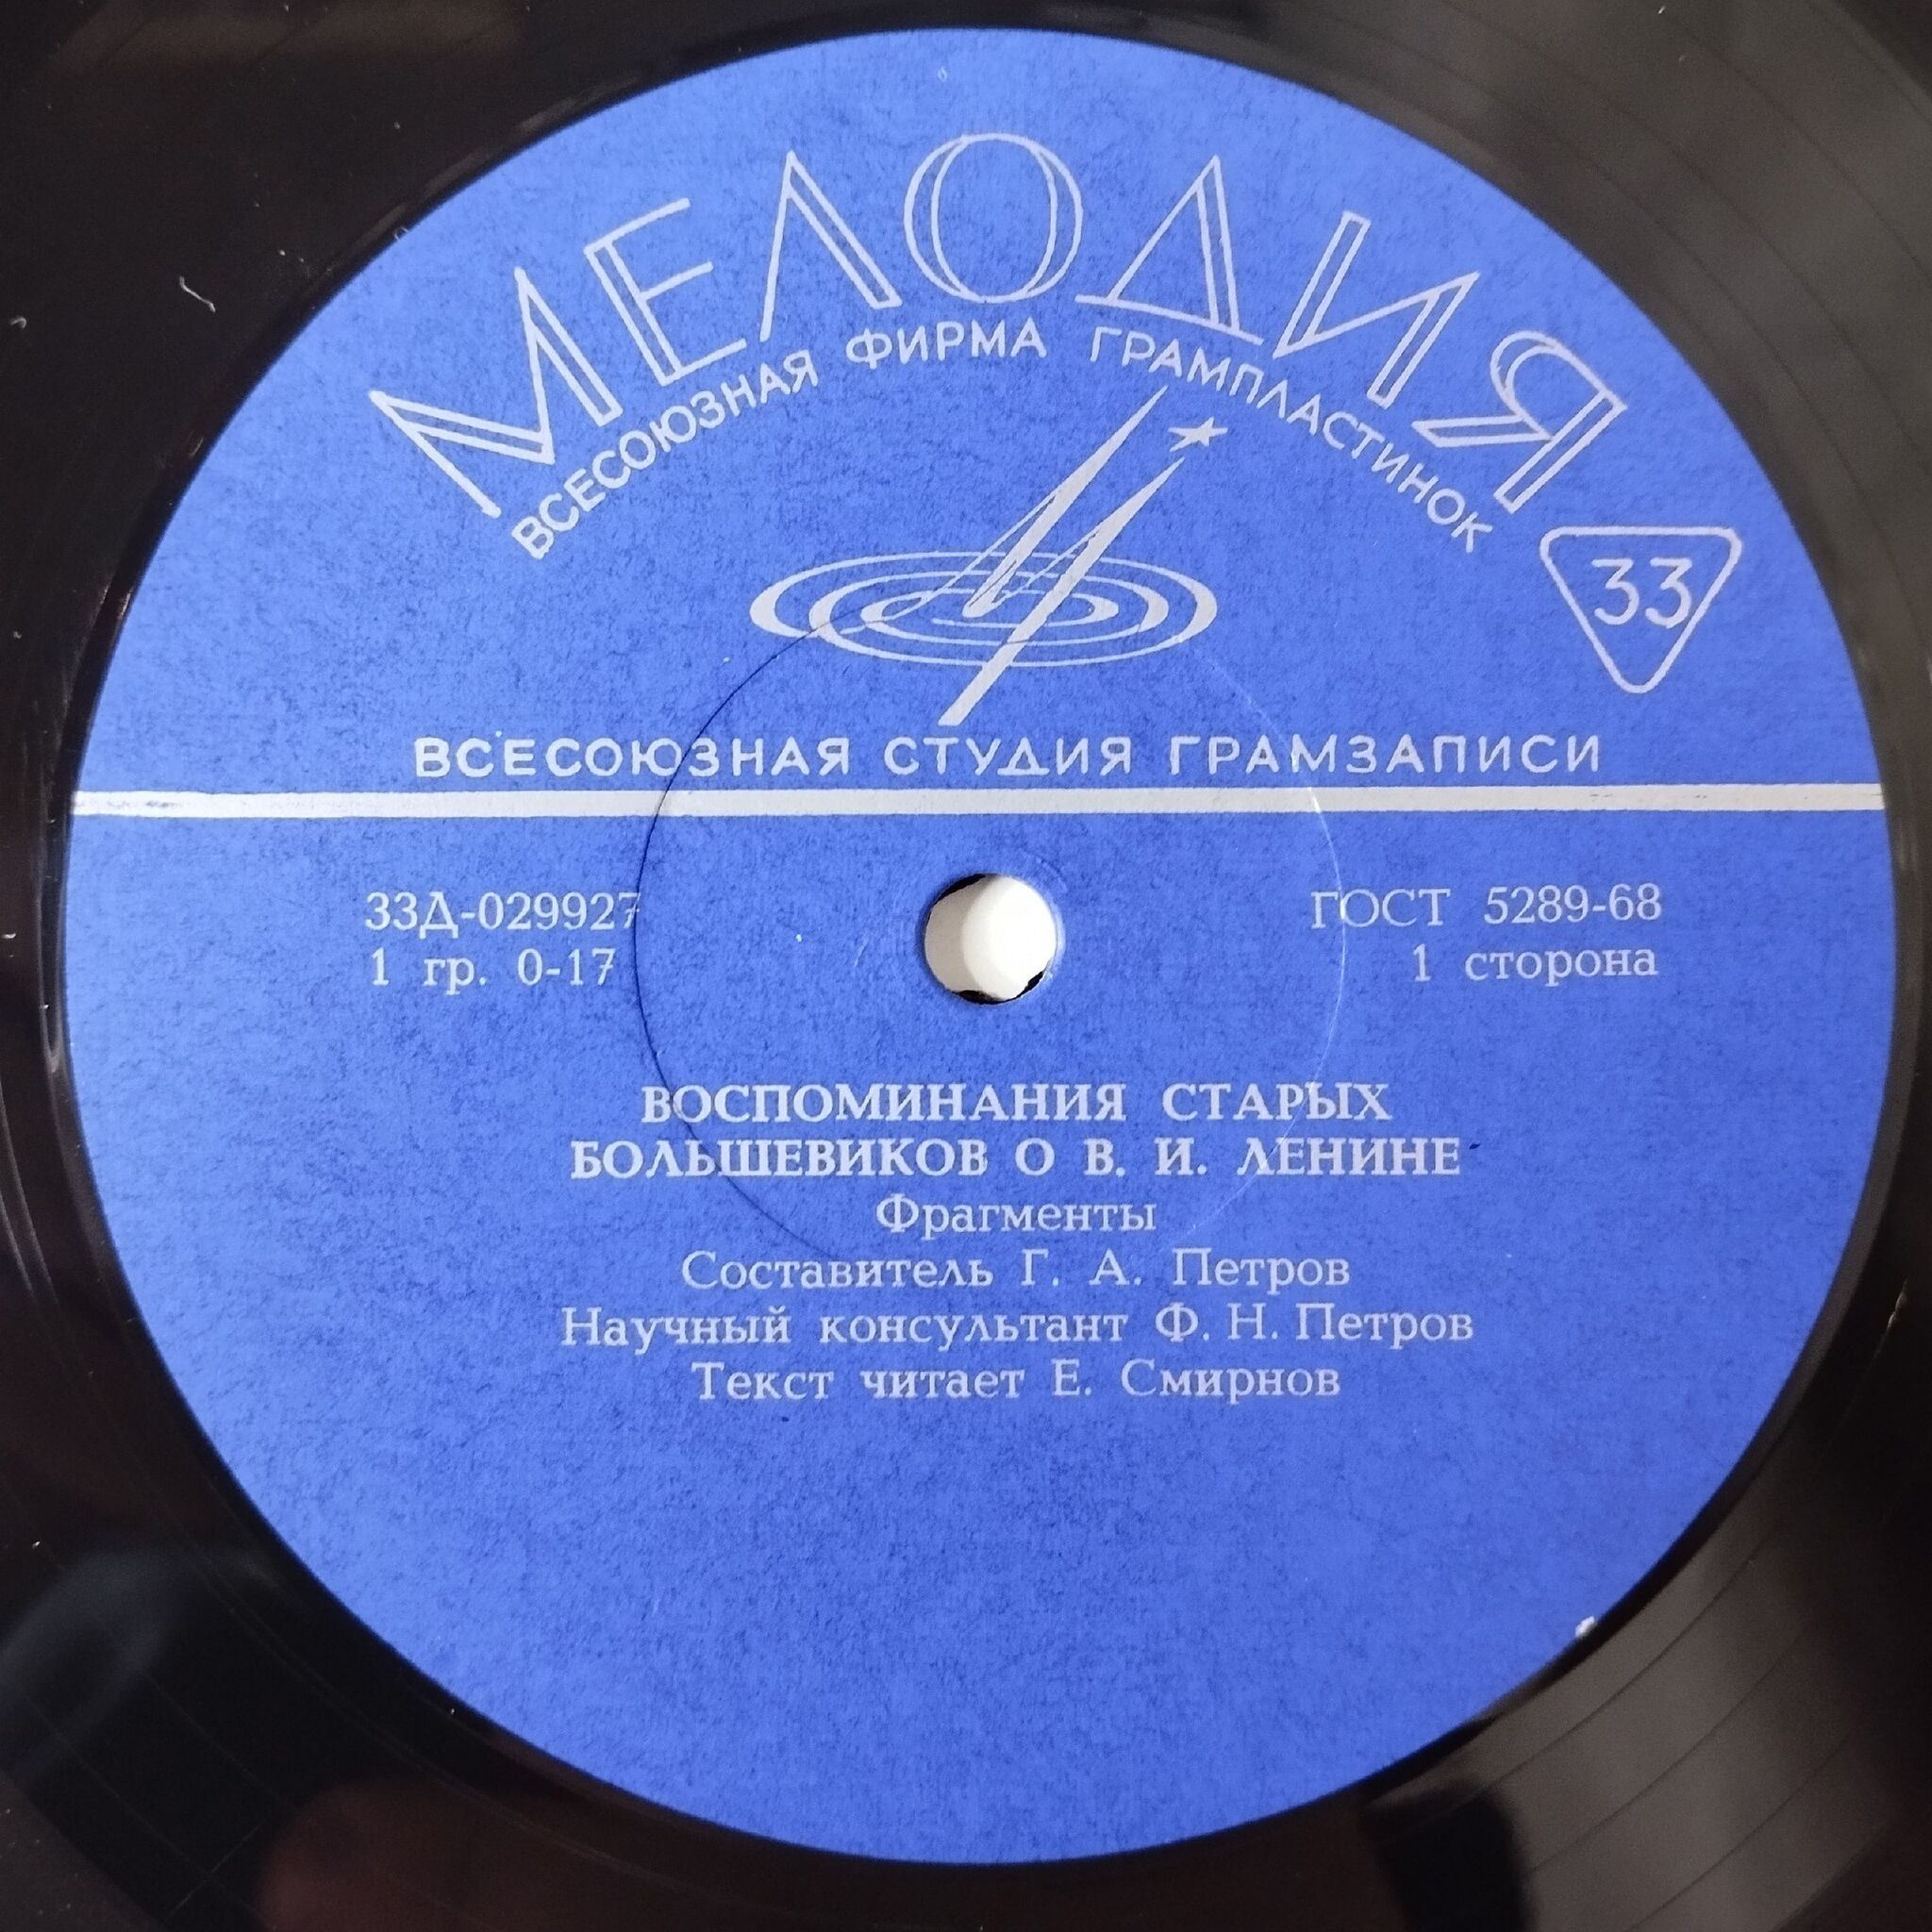 МЕЛОДИЯ
ВСЕСОЮЗНАЯ ФИРМА ГРАМПЛАСТИНОК
33
ВСЕСОЮЗНАЯ СТУДИЯ ГРАМЗАПИСИ
33Д-029927
1 гр. 0-17
ГОСТ 5289-68
1 сторона
ВОСПОМИНАНИЯ СТАРЫХ
БОЛЬШЕВИКОВ О В. И. ЛЕНИНЕ
Фрагменты
Составитель Г. А. Петров
Научный консультант Ф. Н. Петров
Текст читает Е. Смирнов